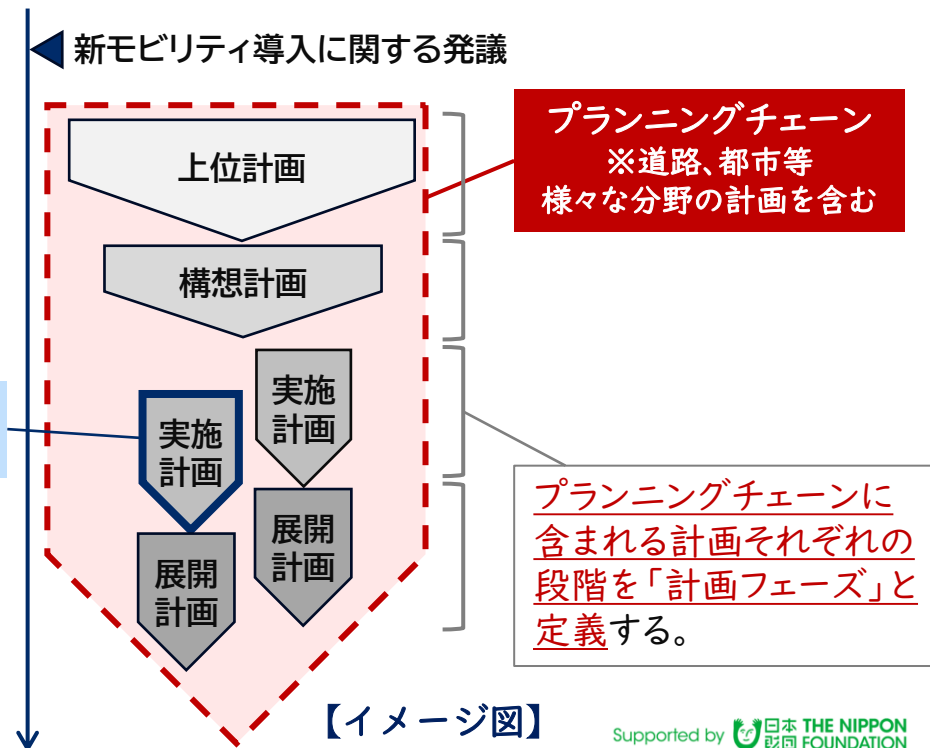 新モビリティ導入に関する発議
上位計画
構想計画
実施
計画
実施
計画
展開
計画
展開
計画
プランニングチェーン
※道路、都市等
様々な分野の計画を含む
プランニングチェーンに
含まれる計画それぞれの
段階を「計画フェーズ」と
定義する。
【イメージ図】
Supported by 日本 THE NIPPON
財団 FOUNDATION